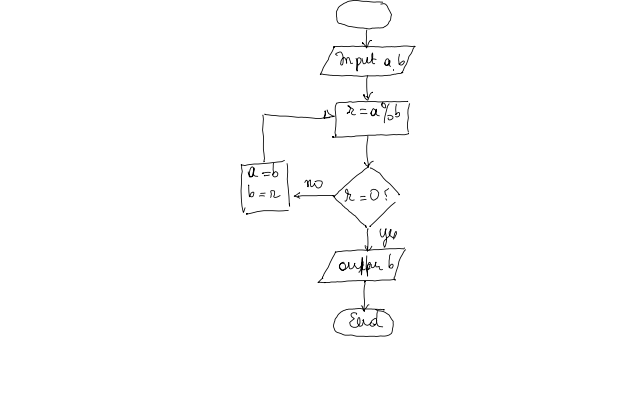 Input a, b
r = a % b
a = b
b = r
no
r = 0 ?
yes
output b
End